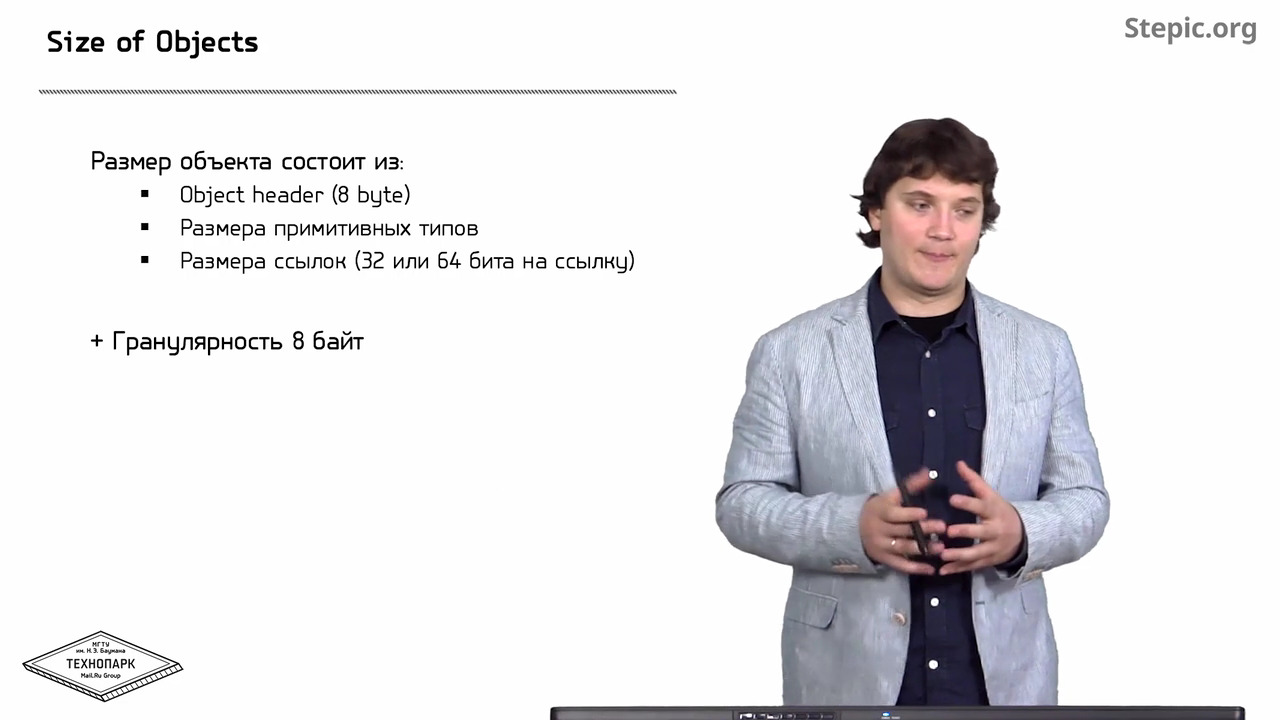 Size of Objects
Stepic.org
Размер объекта состоит из:
Object header (8 byte)
Размера примитивных типов
Размера ссылок (32 или 64 бита на ссылку)
+ Гранулярность 8 байт
МГТУ
им. Н.Э. Баумана
ТЕХНОПАРК
Mail.Ru Group